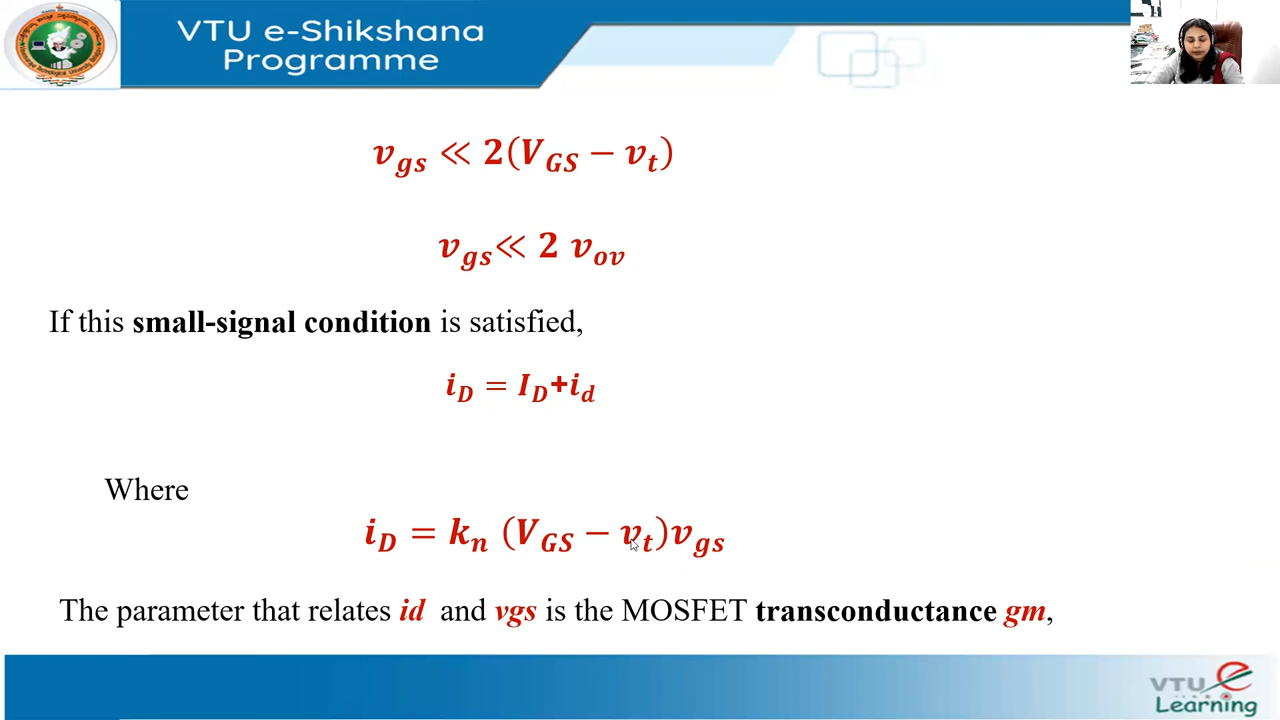 VTU e-Shikshana
Programme
v_gs ≪ 2(V_GS − v_t)
v_gs ≪ 2 v_ov
If this small-signal condition is satisfied,
i_D = I_D+i_d
Where
i_D = k_n (V_GS − v_t)v_gs
The parameter that relates id and vgs is the MOSFET transconductance gm,
VTU e
Learning